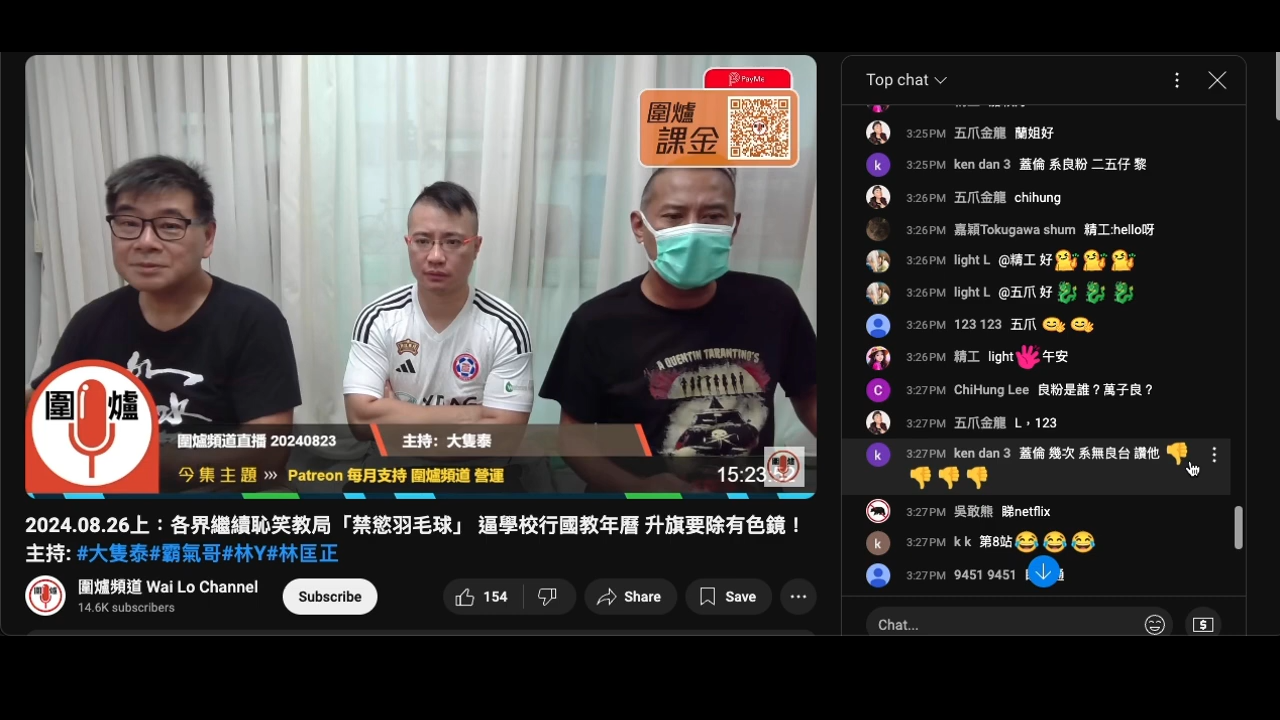 PayMe
圍爐
課金
A QUENTIN TARANTINO'S
圍爐
圍爐頻道直播 20240823
主持：大隻泰
今集主題 >>> Patreon 每月支持 圍爐頻道 營運
2024.08.26上：各界繼續恥笑教局「禁慾羽毛球」 逼學校行國教年曆 升旗要除有色鏡！
主持: #大隻泰#霸氣哥#林Y#林匡正
圍爐頻道 Wai Lo Channel
14.6K subscribers
Subscribe
154
Share
Save
Top chat
3:25PM 五爪金龍 蘭姐好
3:25PM ken dan 3 蓋倫 系良粉 二五仔 黎
3:26PM 五爪金龍 chihung
3:26PM 嘉穎Tokugawa shum 精工:hello呀
3:26PM light L @精工 好
3:26PM light L @五爪 好
3:26PM 123 123 五爪
3:26PM 精工 light🖐午安
3:27PM ChiHung Lee 良粉是誰？萬子良？
3:27PM 五爪金龍 L，123
3:27PM ken dan 3 蓋倫 幾次 系無良台 讚他 👎
👎👎👎
3:27PM 吳敢熊 睇netflix
3:27PM k k 第8站😂😂😂
3:27PM 9451 9451
Chat...